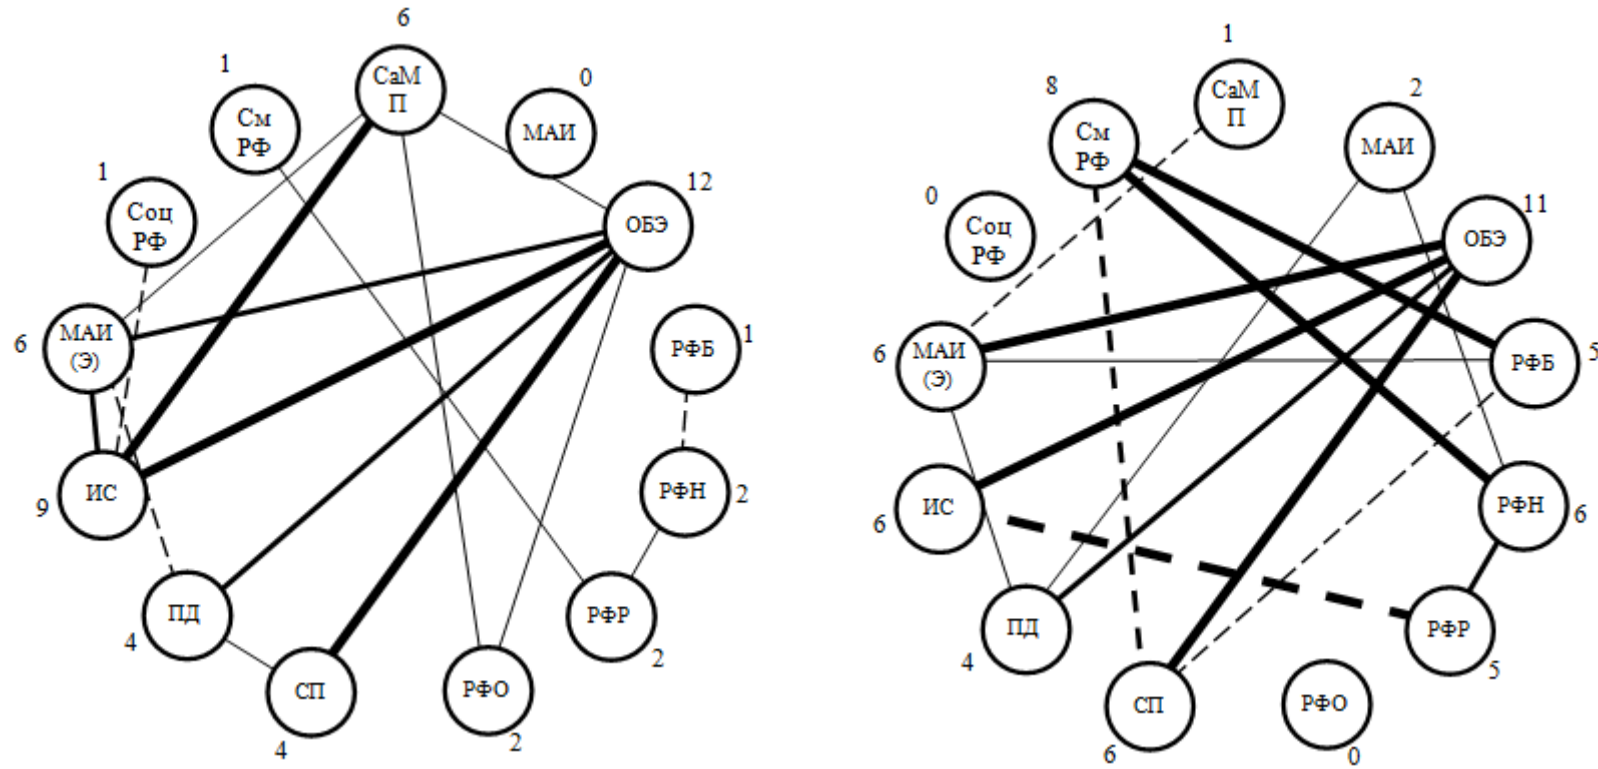 6
СаМ
П
1
См
РФ
0
МАИ
1
Соц
РФ
12
ОБЭ
6
МАИ
(Э)
РФБ
1
9
ИС
РФН
2
ПД
4
СП
4
РФО
2
РФР
2
1
СаМ
П
8
См
РФ
2
МАИ
0
Соц
РФ
11
ОБЭ
6
МАИ
(Э)
РФБ
5
6
ИС
РФН
6
ПД
4
РФР
5
СП
6
РФО
0